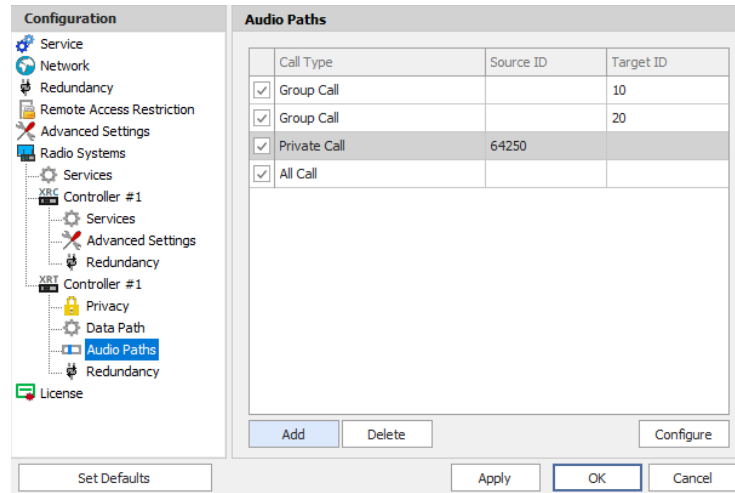 Configuration
Service
Network
Redundancy
Remote Access Restriction
Advanced Settings
Radio Systems
Services
XRC Controller #1
Services
Advanced Settings
Redundancy
XRT Controller #1
Privacy
Data Path
Audio Paths
Redundancy
License
Set Defaults
Audio Paths
Call Type Source ID Target ID
Group Call 10
Group Call 20
Private Call 64250
All Call
Add Delete Configure
Apply OK Cancel